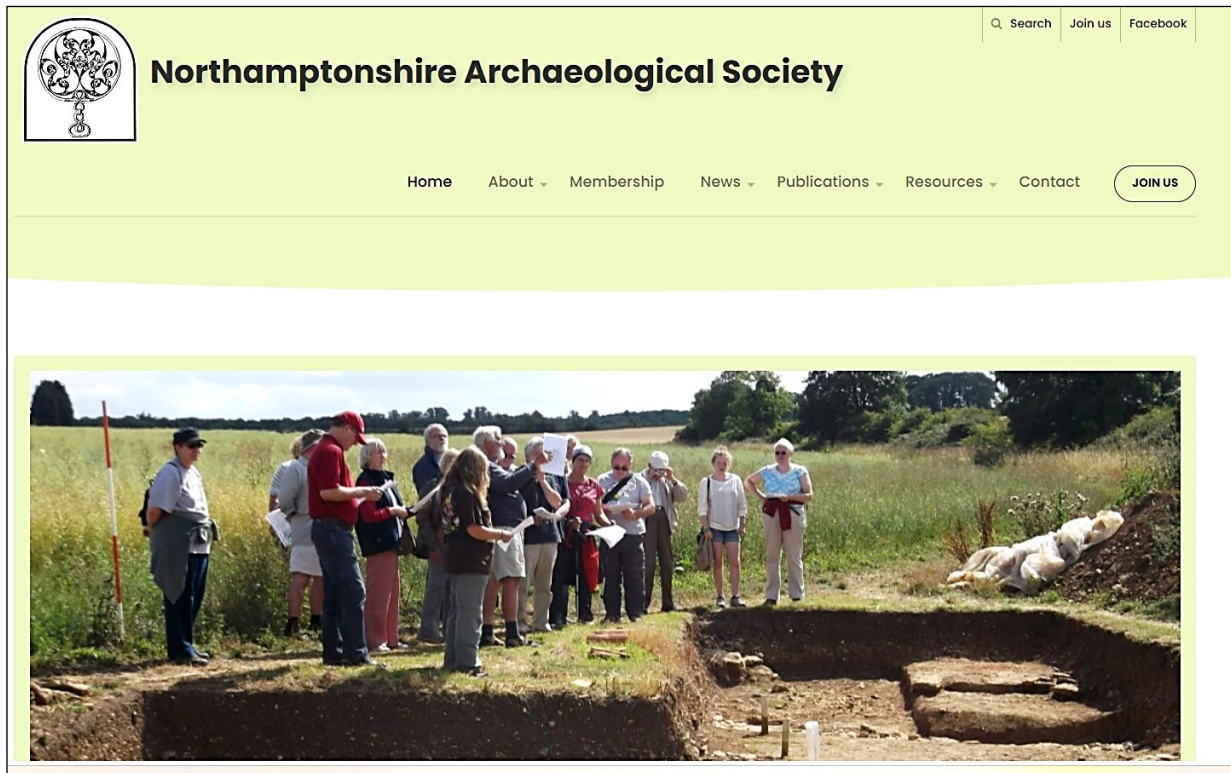 Search Join us Facebook
Northamptonshire Archaeological Society
Home About Membership News Publications Resources Contact JOIN US